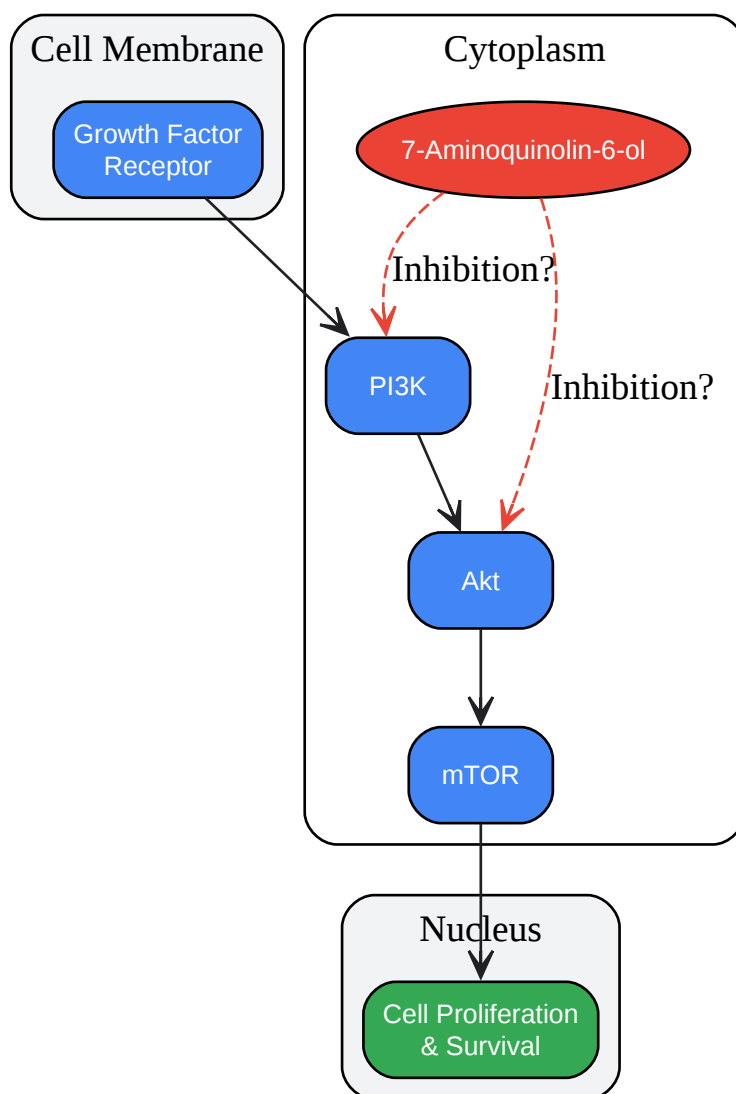 Cell Membrane
Growth Factor
Receptor
Cytoplasm
7-Aminoquinolin-6-ol
Inhibition?
PI3K
Inhibition?
Akt
mTOR
Nucleus
Cell Proliferation
& Survival